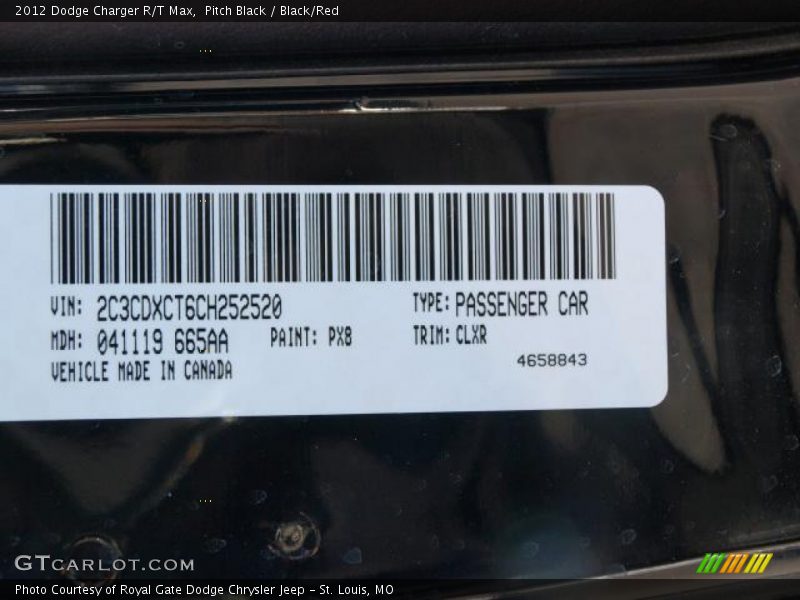 2012 Dodge Charger R/T Max, Pitch Black / Black/Red
VIN: 2C3CDXCT6CH252520 TYPE: PASSENGER CAR
MDH: 041119 665AA PAINT: PX8 TRIM: CLXR
VEHICLE MADE IN CANADA 4658843
GTCARLOT.COM
Photo Courtesy of Royal Gate Dodge Chrysler Jeep – St. Louis, MO